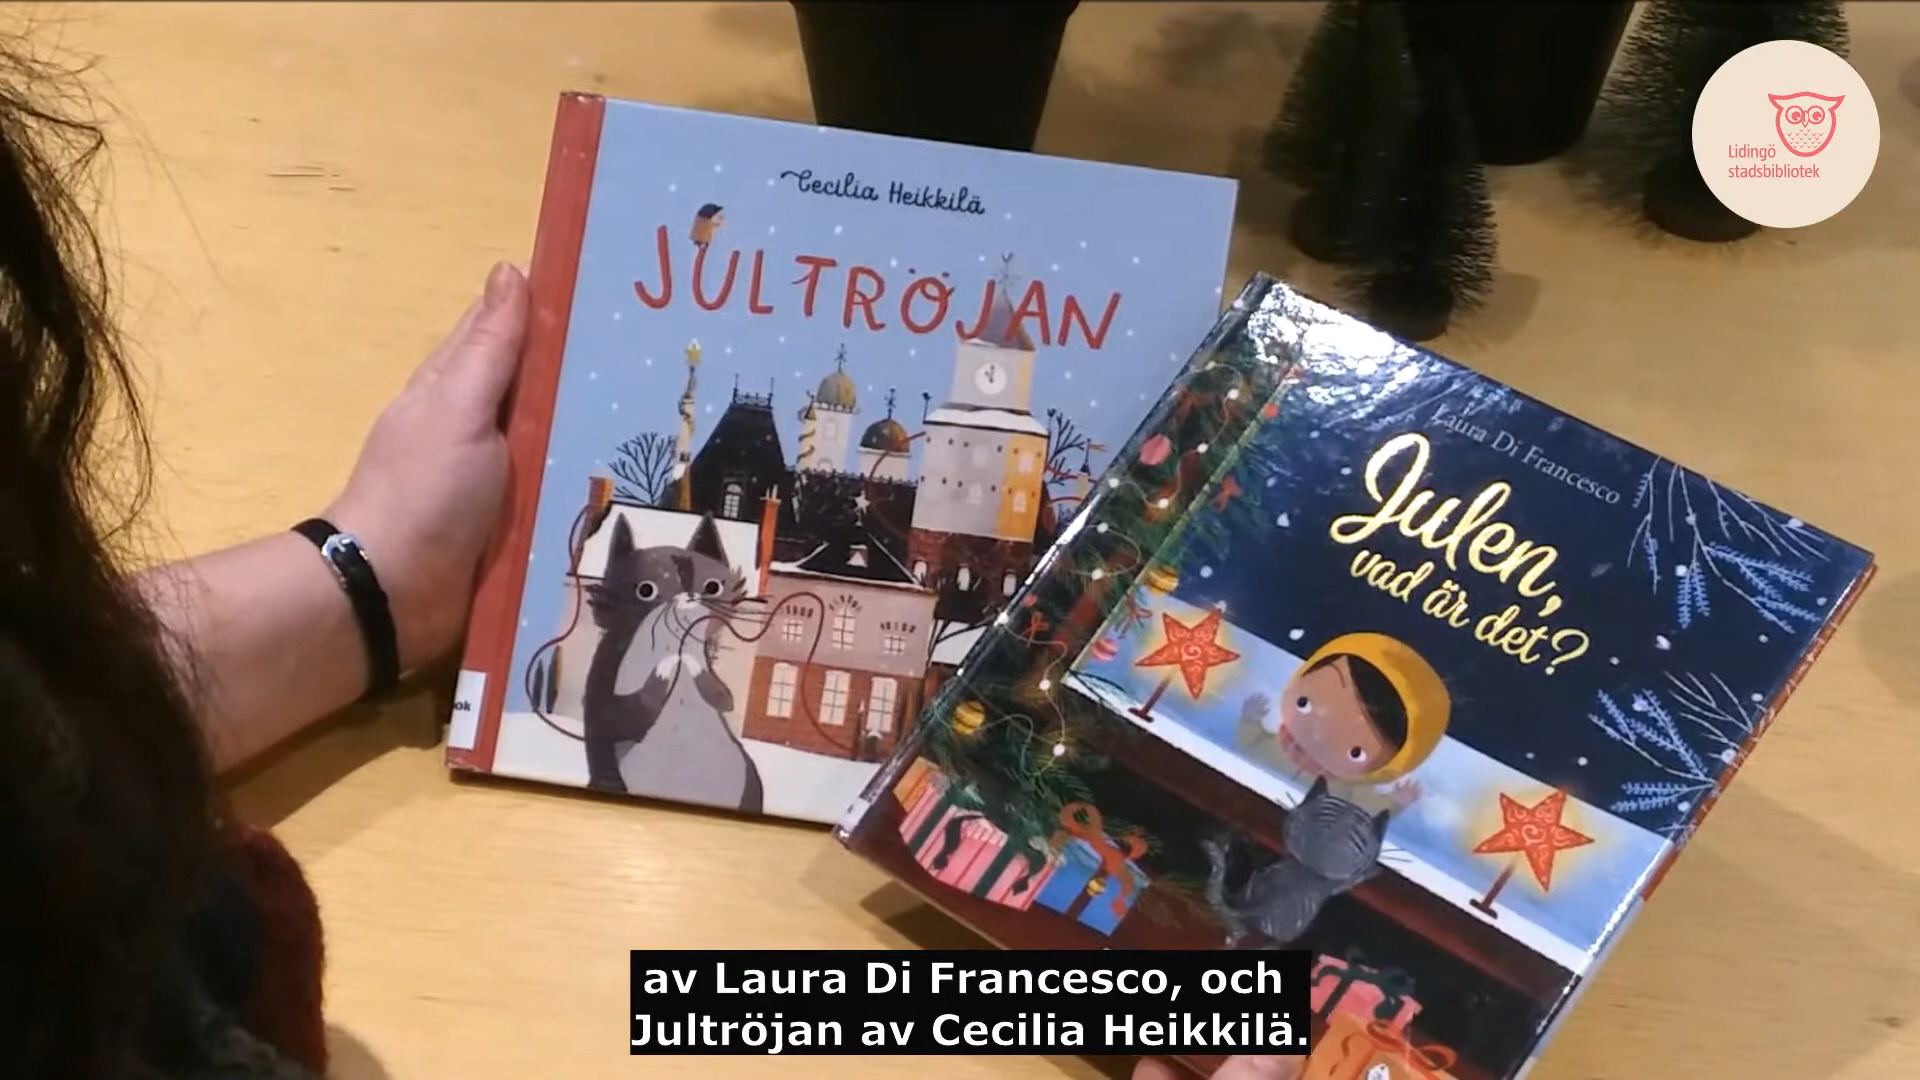 Lidingö
stadsbibliotek
Cecilia Heikkilä
JULTRÖJAN
Laura Di Francesco
Julen,
vad är det?
ok
av Laura Di Francesco, och
Jultröjan av Cecilia Heikkilä.